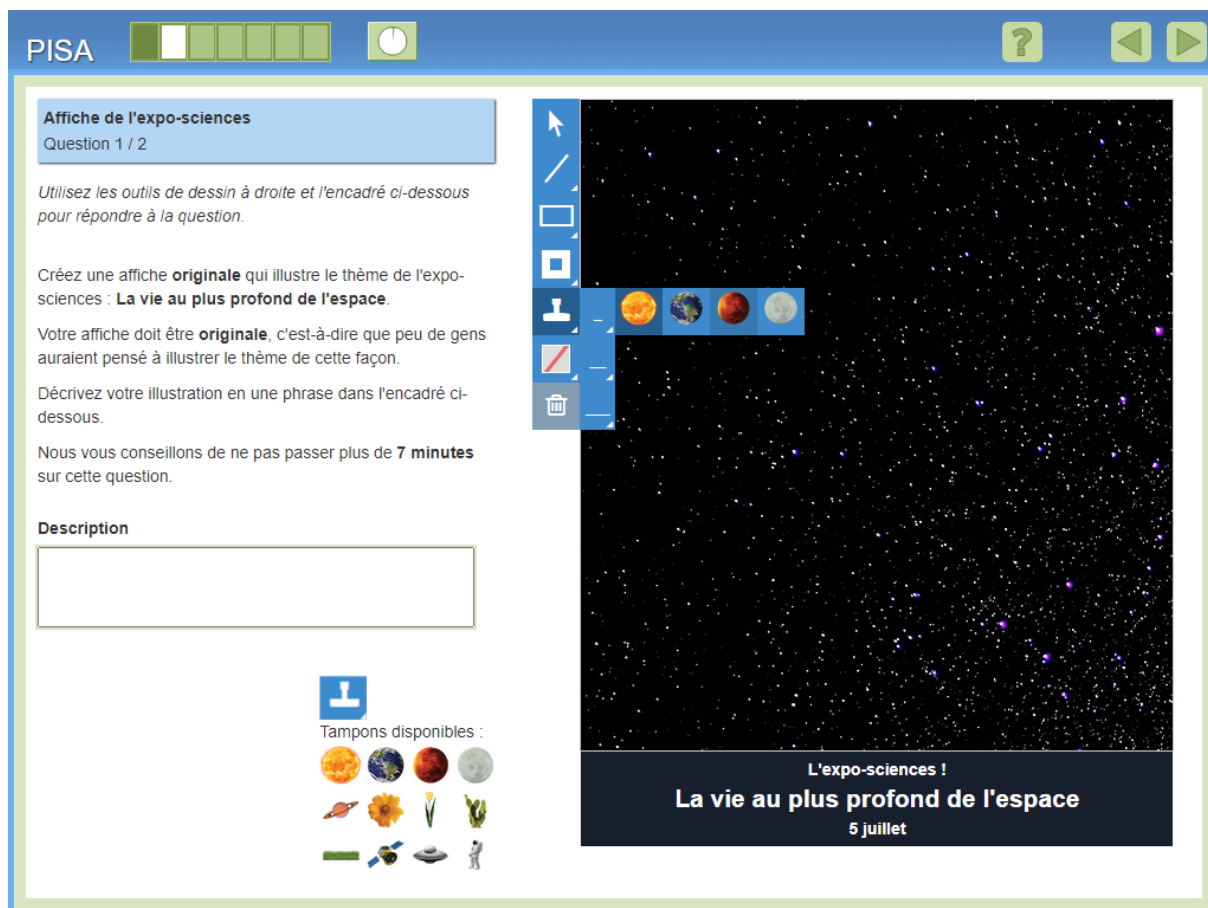 PISA
?
Affiche de l'expo-sciences
Question 1 / 2
Utilisez les outils de dessin à droite et l'encadré ci-dessous
pour répondre à la question.
Créez une affiche originale qui illustre le thème de l'expo-
sciences : La vie au plus profond de l'espace.
Votre affiche doit être originale, c'est-à-dire que peu de gens
auraient pensé à illustrer le thème de cette façon.
Décrivez votre illustration en une phrase dans l'encadré ci-
dessous.
Nous vous conseillons de ne pas passer plus de 7 minutes
sur cette question.
Description
Tampons disponibles :
L'expo-sciences !
La vie au plus profond de l'espace
5 juillet